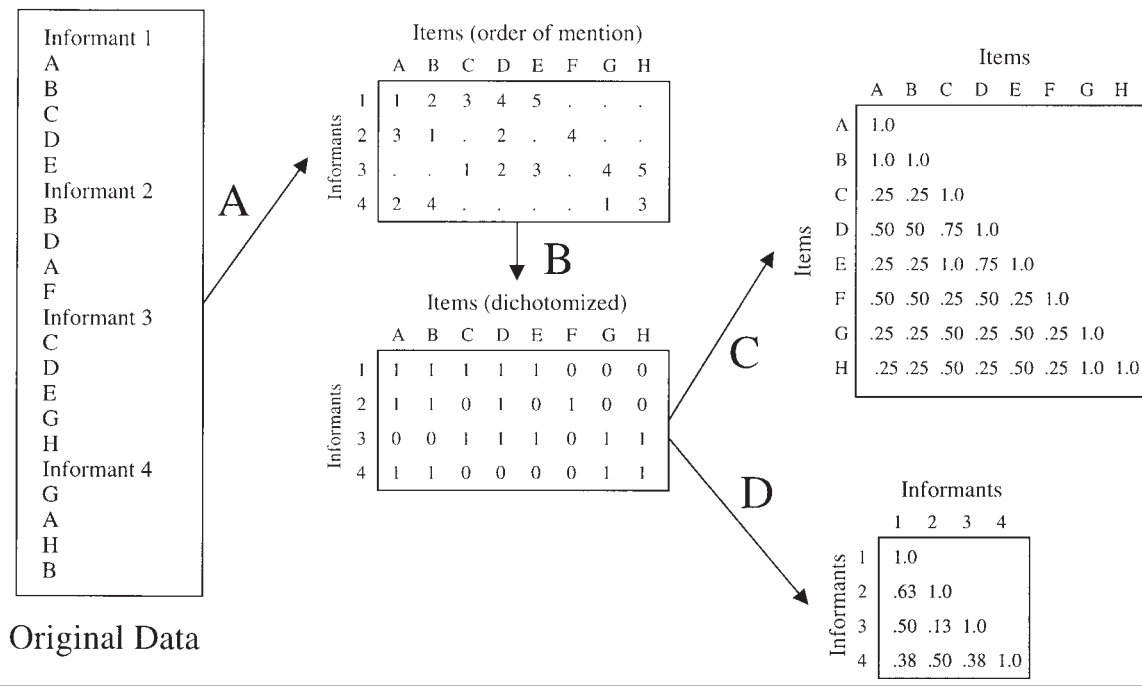 Informant 1
A
B
C
D
E
Informant 2
B
D
A
F
Informant 3
C
D
E
G
H
Informant 4
G
A
H
B
Original Data
A
Items (order of mention)
A B C D E F G H
Informants
1 1 2 3 4 5 . . .
2 3 1 . 2 . 4 . .
3 . . 1 2 3 . 4 5
4 2 4 . . . . 1 3
B
Items (dichotomized)
A B C D E F G H
Informants
1 1 1 1 1 1 0 0 0
2 1 1 0 1 0 1 0 0
3 0 0 1 1 1 0 1 1
4 1 1 0 0 0 0 1 1
C
Items
A B C D E F G H
Items
A 1.0
B 1.0 1.0
C .25 .25 1.0
D .50 50 .75 1.0
E .25 .25 1.0 .75 1.0
F .50 .50 .25 .50 .25 1.0
G .25 .25 .50 .25 .50 .25 1.0
H .25 .25 .50 .25 .50 .25 1.0 1.0
D
Informants
1 2 3 4
Informants
1 1.0
2 .63 1.0
3 .50 .13 1.0
4 .38 .50 .38 1.0